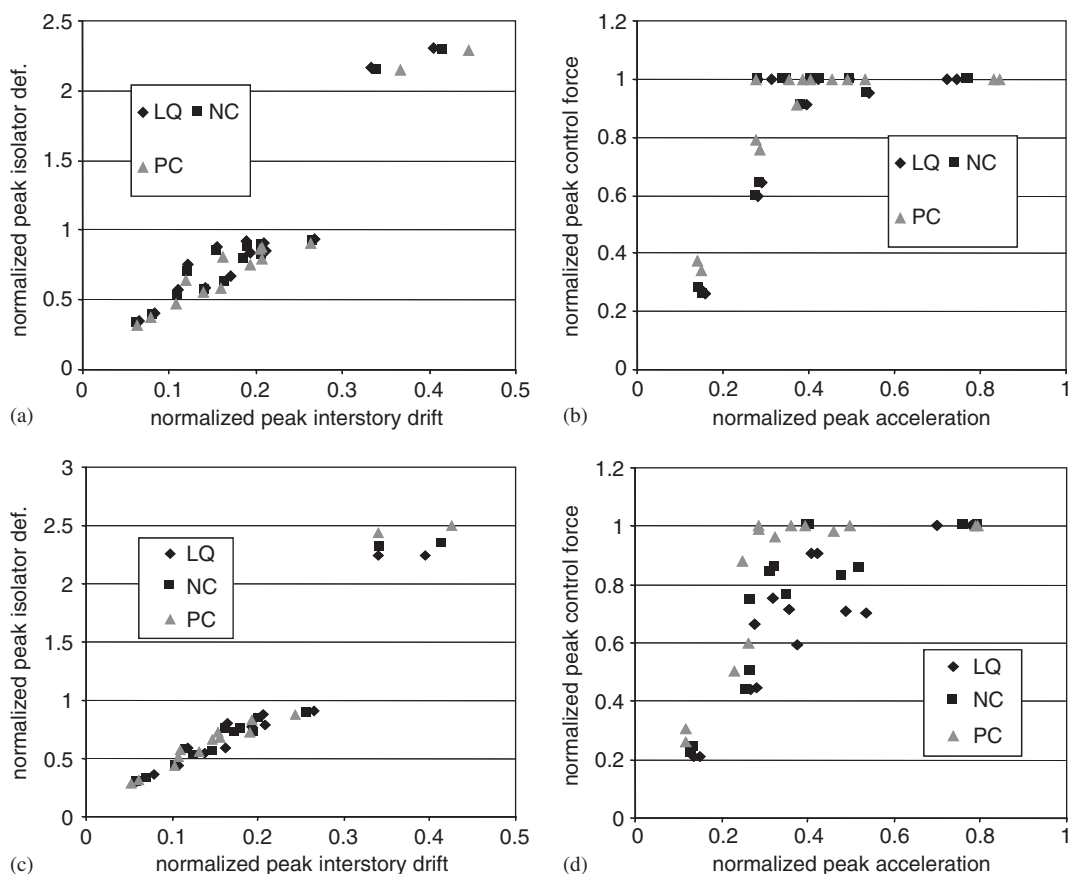 2.5
2
1.5
1
0.5
0
0
0.1
0.2
0.3
0.4
0.5
normalized peak isolator def.
normalized peak interstory drift
LQ NC
PC
(a)
1.2
1
0.8
0.6
0.4
0.2
0
0
0.2
0.4
0.6
0.8
1
normalized peak control force
normalized peak acceleration
LQ NC
PC
(b)
3
2.5
2
1.5
1
0.5
0
0
0.1
0.2
0.3
0.4
0.5
normalized peak isolator def.
normalized peak interstory drift
LQ
NC
PC
(c)
1.2
1
0.8
0.6
0.4
0.2
0
0
0.2
0.4
0.6
0.8
1
normalized peak control force
normalized peak acceleration
LQ
NC
PC
(d)